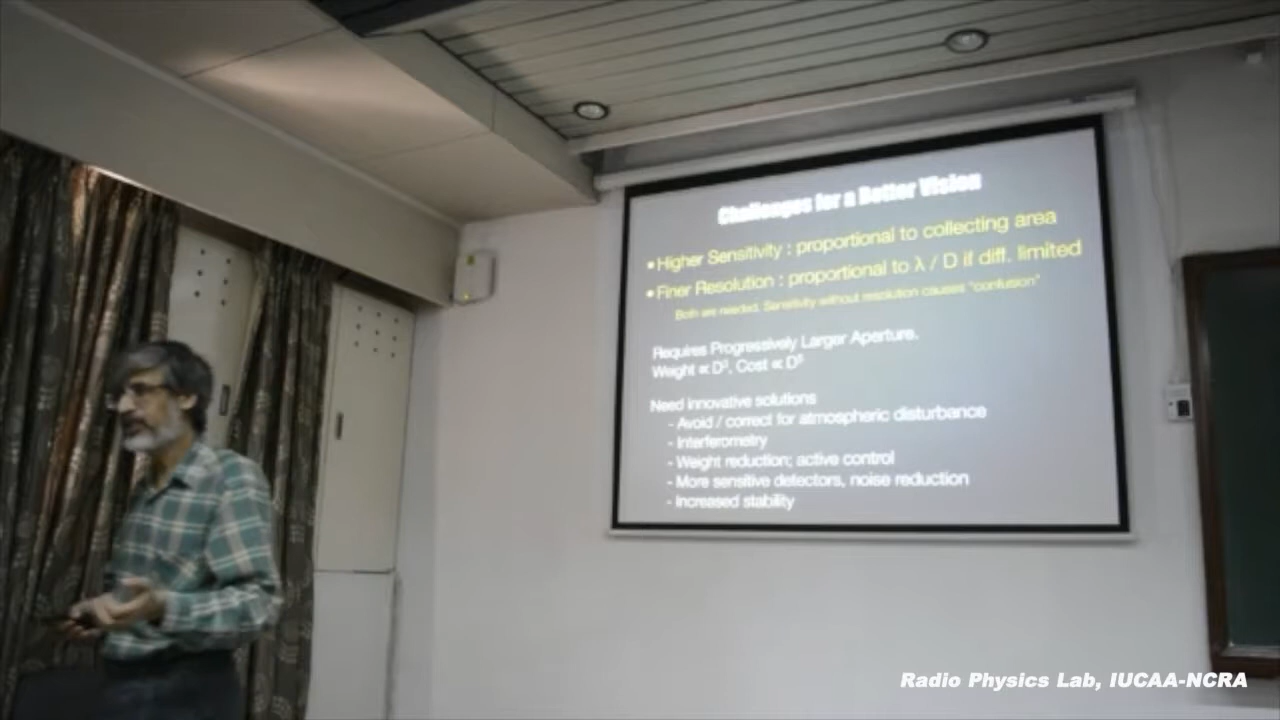 Challenges for a Better Vision
• Higher Sensitivity : proportional to collecting area
• Finer Resolution : proportional to λ / D if diff. limited
Both are needed. Sensitivity without resolution causes "confusion"
Requires Progressively Larger Aperture.
Weight ∝ D³, Cost ∝ D⁵
Need innovative solutions
- Avoid / correct for atmospheric disturbance
- Interferometry
- Weight reduction; active control
- More sensitive detectors, noise reduction
- Increased stability
Radio Physics Lab, IUCAA-NCRA